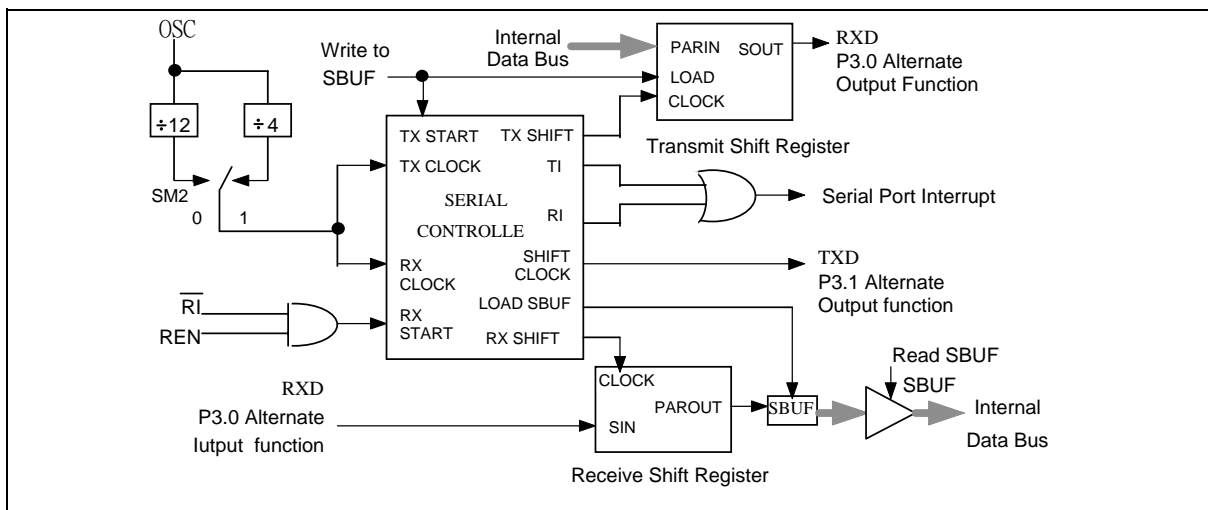 OSC
÷12
÷4
SM2
0
1
Write to
SBUF
Internal
Data Bus
PARIN
SOUT
LOAD
CLOCK
RXD
P3.0 Alternate
Output Function
Transmit Shift Register
TX START
TX SHIFT
TX CLOCK
TI
SERIAL
RI
CONTROLLE
RX
CLOCK
SHIFT
CLOCK
LOAD SBUF
RX
START
RX SHIFT
Serial Port Interrupt
TXD
P3.1 Alternate
Output function
RI
REN
RXD
P3.0 Alternate
Iutput function
CLOCK
PAROUT
SIN
Receive Shift Register
SBUF
Read SBUF
SBUF
Internal
Data Bus